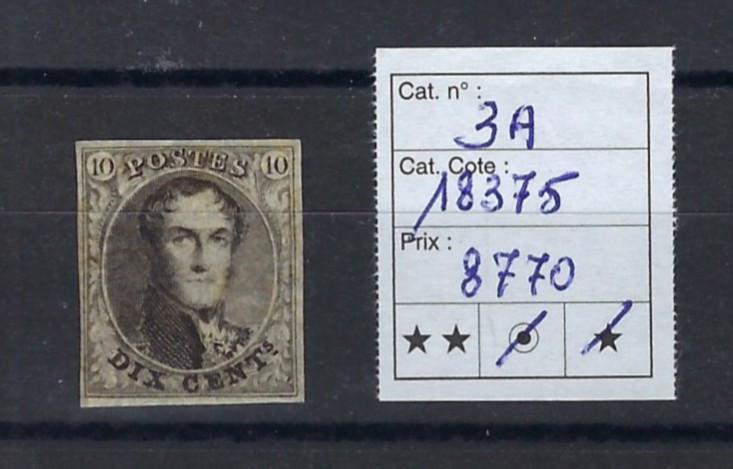 10 POSTES 10
DIX CENTS
Cat. n° :
3A
Cat. Cote :
18375
Prix :
8770